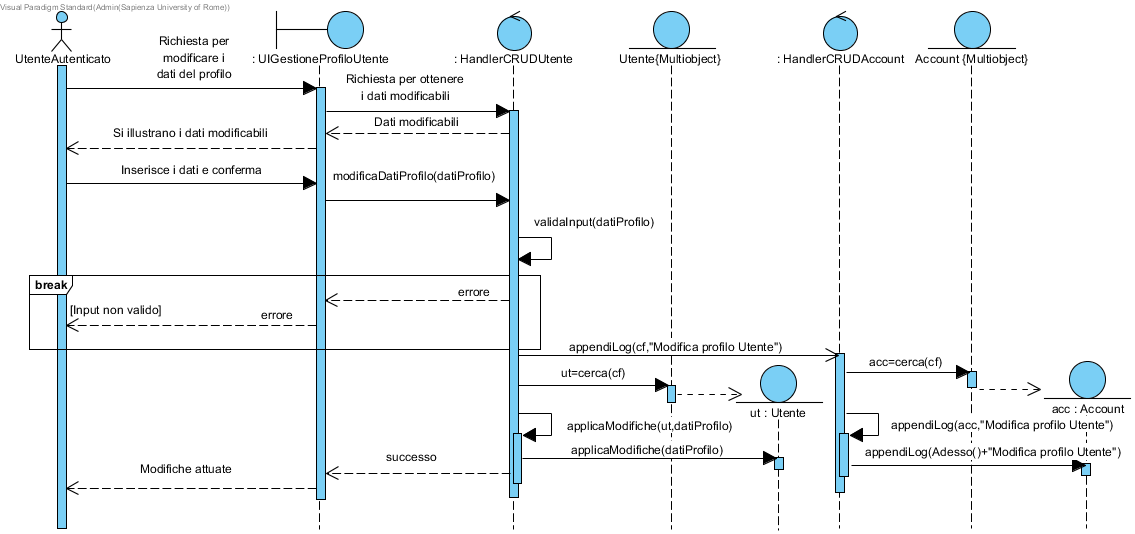 Visual Paradigm Standard(Admin(Sapienza University of Rome))
UtenteAutenticato
: UIGestioneProfiloUtente
: HandlerCRUDUtente
Utente{Multiobject}
: HandlerCRUDAccount
Account {Multiobject}
Richiesta per
modificare i
dati del profilo
Richiesta per ottenere
i dati modificabili
Dati modificabili
Si illustrano i dati modificabili
Inserisce i dati e conferma
modificaDatiProfilo(datiProfilo)
validaInput(datiProfilo)
break
errore
[Input non valido]
errore
appendiLog(cf,"Modifica profilo Utente")
acc=cerca(cf)
ut=cerca(cf)
ut : Utente
acc : Account
applicaModifiche(ut,datiProfilo)
appendiLog(acc,"Modifica profilo Utente")
applicaModifiche(datiProfilo)
appendiLog(Adesso()+"Modifica profilo Utente")
successo
Modifiche attuate